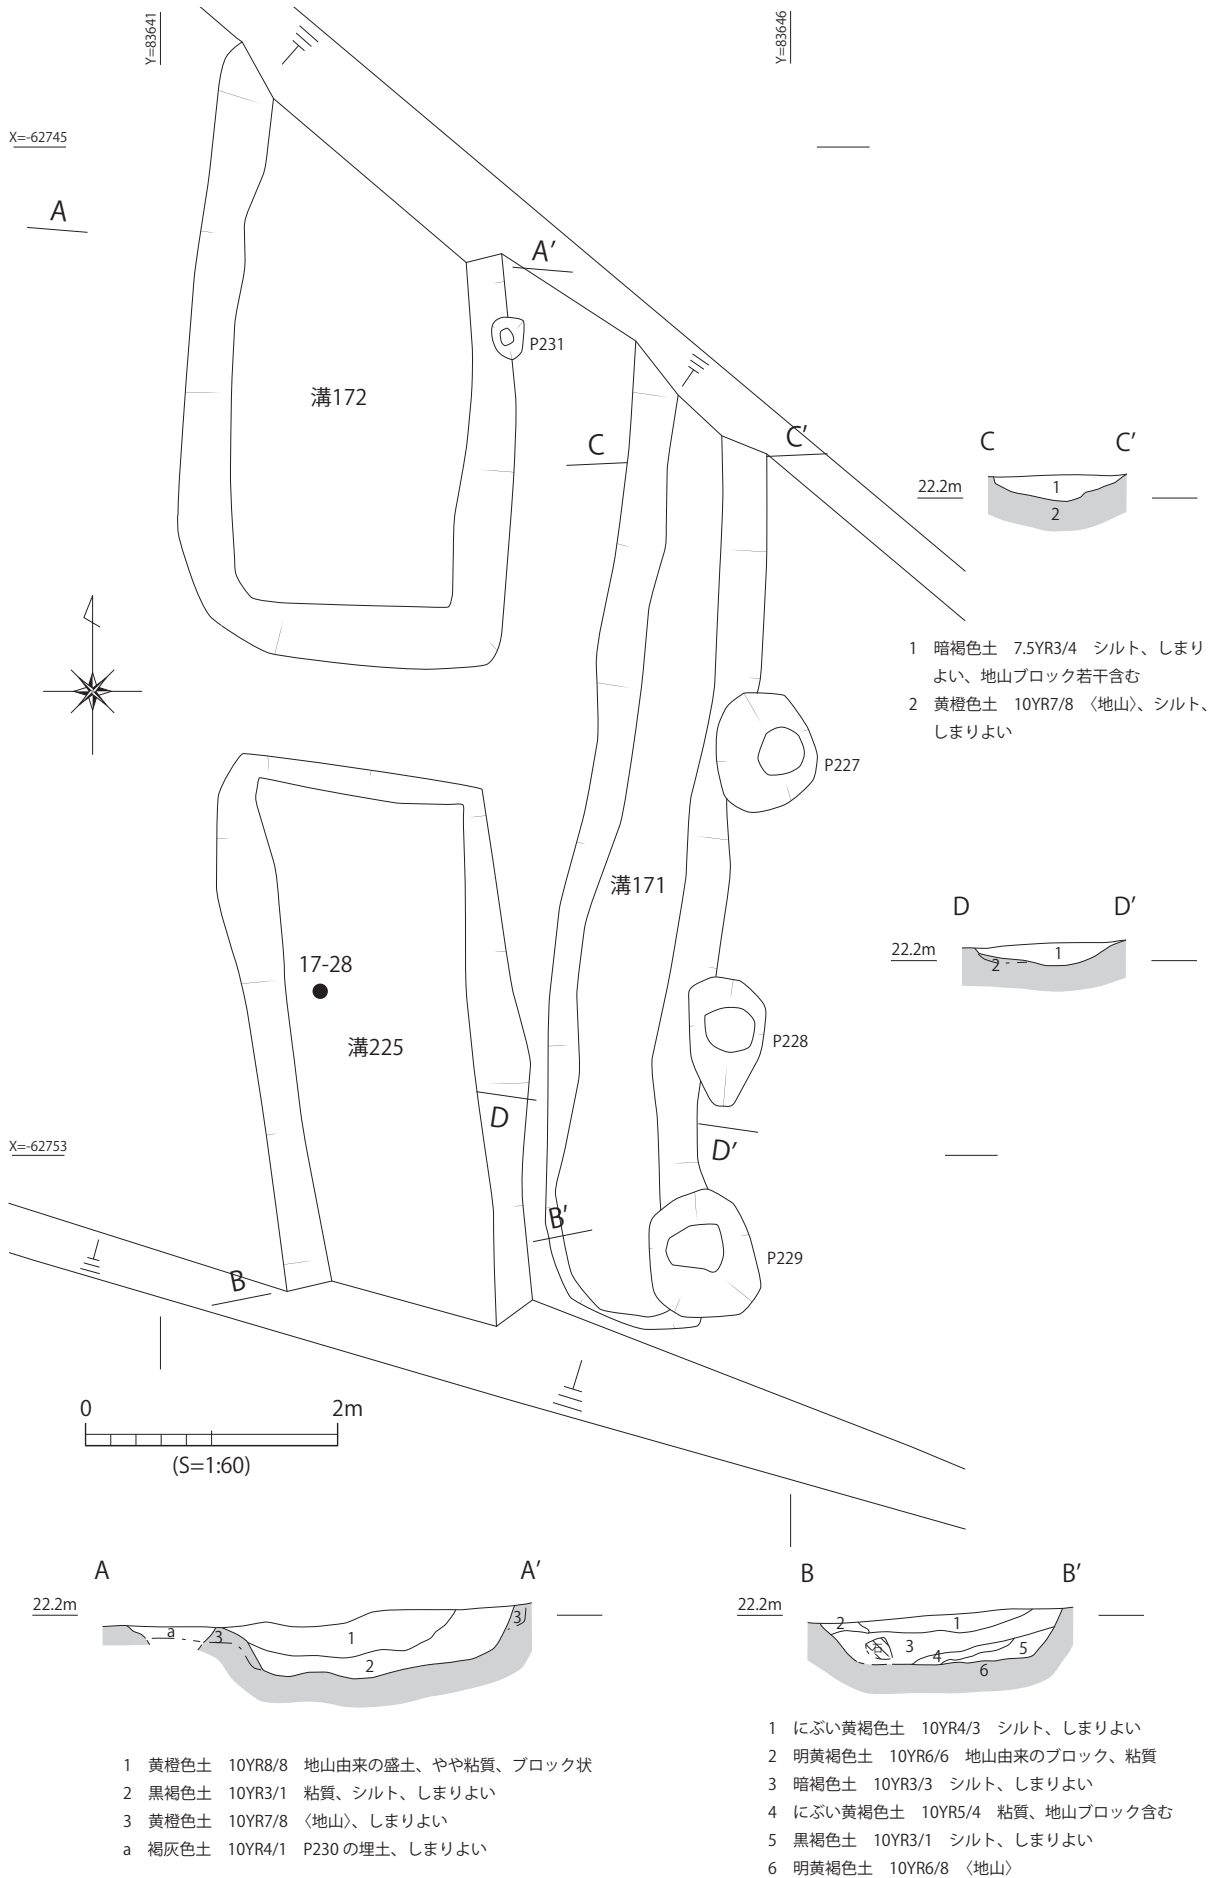 Y=83641
Y=83646
X=-62745
A
A′
P231
溝172
C
C′
C
C′
22.2m
1
2
1 暗褐色土 7.5YR3/4 シルト、しまり
よい、地山ブロック若干含む
2 黄橙色土 10YR7/8 〈地山〉、シルト、
しまりよい
P227
溝171
D
D′
22.2m
1
2
17-28
溝225
P228
D
D′
X=-62753
B′
B
P229
0
2m
(S=1:60)
A
A′
22.2m
a
3
1
2
3
B
B′
22.2m
2
1
石
3
4
5
6
1 黄橙色土 10YR8/8 地山由来の盛土、やや粘質、ブロック状
2 黒褐色土 10YR3/1 粘質、シルト、しまりよい
3 黄橙色土 10YR7/8 〈地山〉、しまりよい
a 褐灰色土 10YR4/1 P230 の埋土、しまりよい
1 にぶい黄褐色土 10YR4/3 シルト、しまりよい
2 明黄褐色土 10YR6/6 地山由来のブロック、粘質
3 暗褐色土 10YR3/3 シルト、しまりよい
4 にぶい黄褐色土 10YR5/4 粘質、地山ブロック含む
5 黒褐色土 10YR3/1 シルト、しまりよい
6 明黄褐色土 10YR6/8 〈地山〉